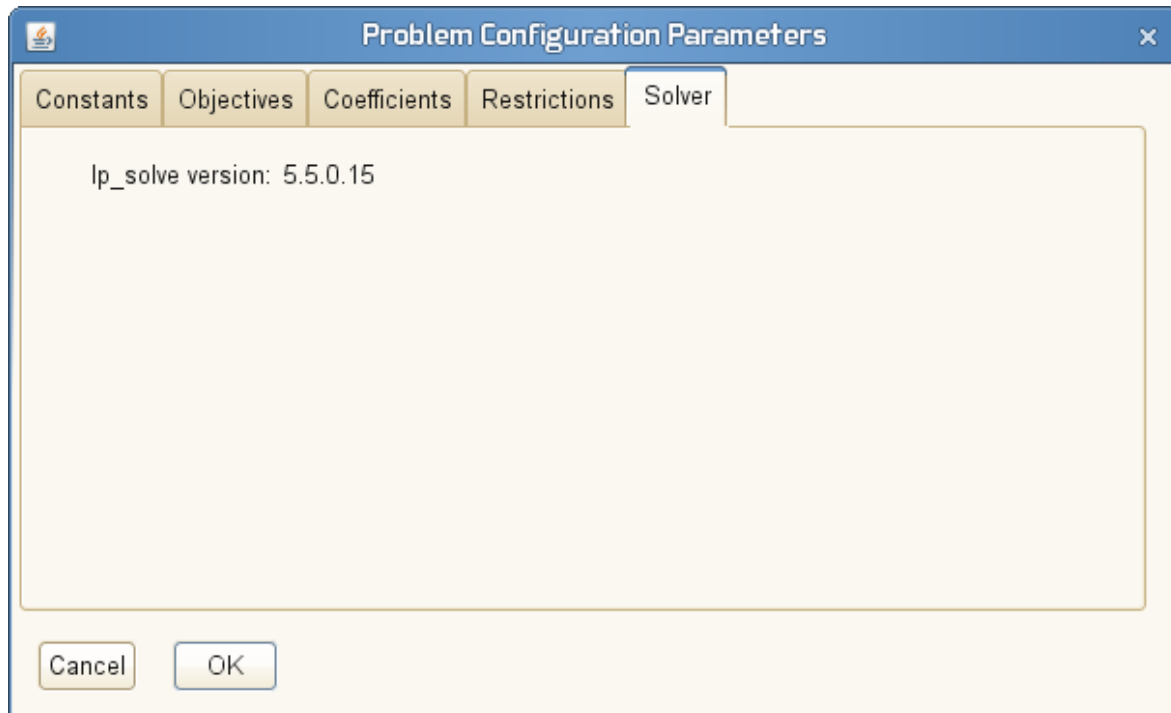 Problem Configuration Parameters
Constants Objectives Coefficients Restrictions Solver
lp_solve version: 5.5.0.15
Cancel OK